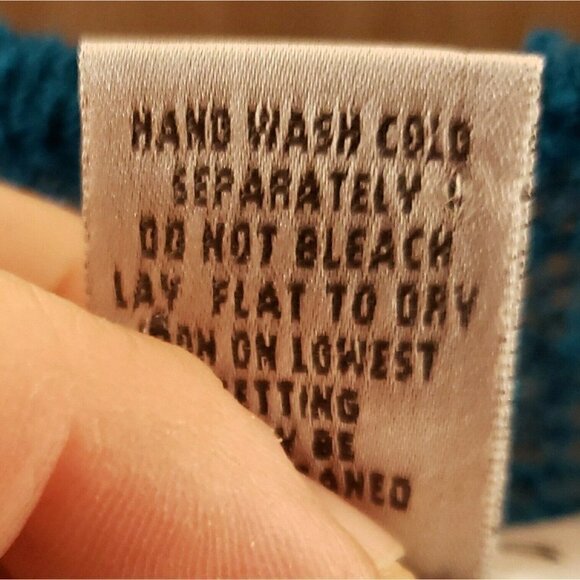 HAND WASH COLD
SEPARATELY
DO NOT BLEACH
LAY FLAT TO DRY
ON LOWEST
BE